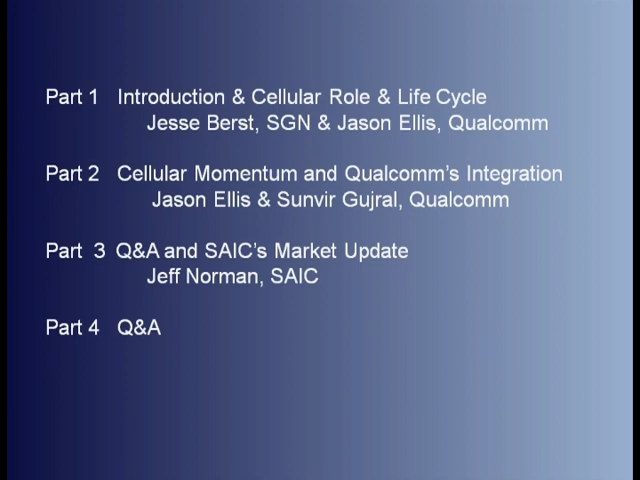 Part 1 Introduction & Cellular Role & Life Cycle
Jesse Berst, SGN & Jason Ellis, Qualcomm
Part 2 Cellular Momentum and Qualcomm's Integration
Jason Ellis & Sunvir Gujral, Qualcomm
Part 3 Q&A and SAIC's Market Update
Jeff Norman, SAIC
Part 4 Q&A